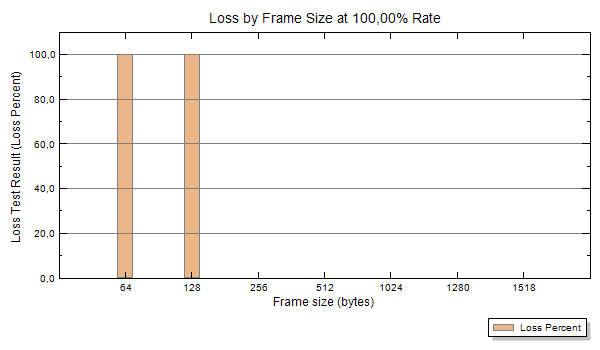 Loss by Frame Size at 100,00% Rate
Loss Test Result (Loss Percent)
100,0
80,0
60,0
40,0
20,0
0,0
64 128 256 512 1024 1280 1518
Frame size (bytes)
Loss Percent